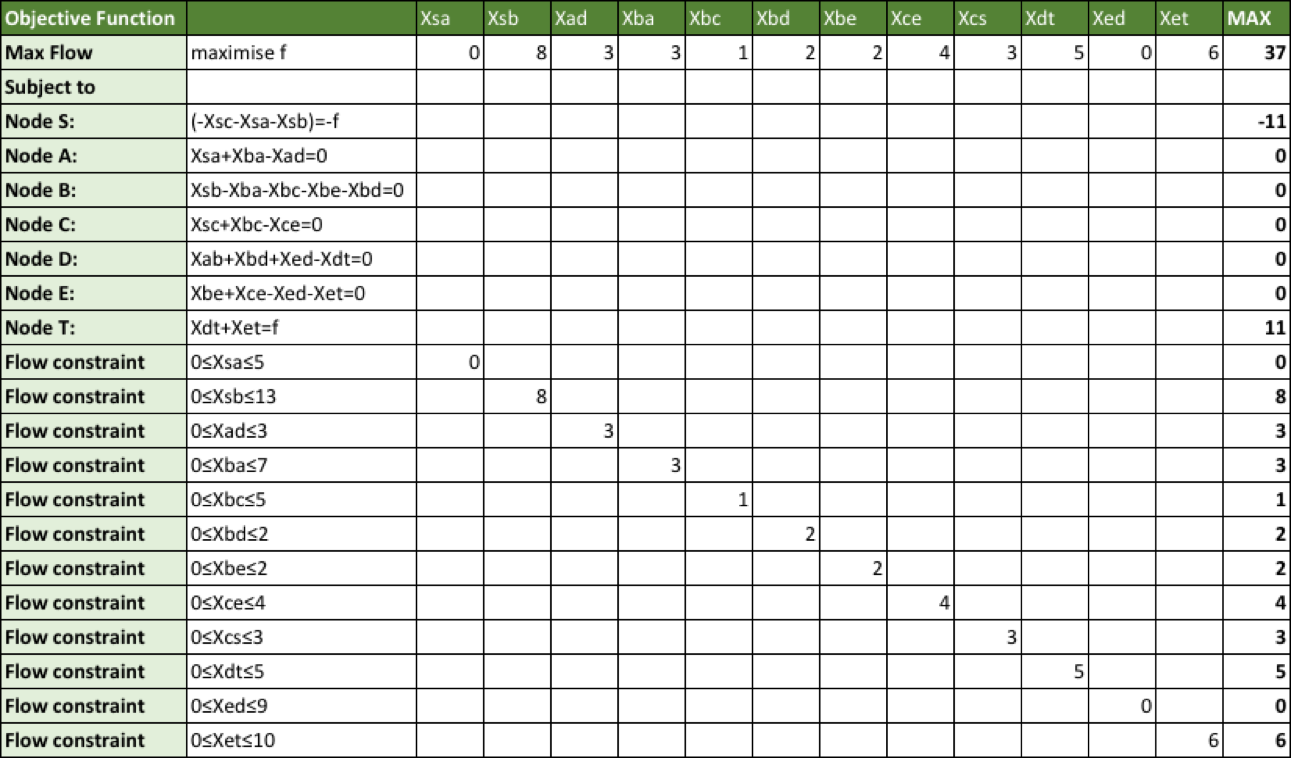 Objective Function Xsa Xsb Xad Xba Xbc Xbd Xbe Xce Xcs Xdt Xed Xet MAX
Max Flow maximise f 0 8 3 3 1 2 2 4 3 5 0 6 37
Subject to
Node S: (-Xsc-Xsa-Xsb)=-f -11
Node A: Xsa+Xba-Xad=0 0
Node B: Xsb-Xba-Xbc-Xbe-Xbd=0 0
Node C: Xsc+Xbc-Xce=0 0
Node D: Xab+Xbd+Xed-Xdt=0 0
Node E: Xbe+Xce-Xed-Xet=0 0
Node T: Xdt+Xet=f 11
Flow constraint 0≤Xsa≤5 0 0
Flow constraint 0≤Xsb≤13 8 8
Flow constraint 0≤Xad≤3 3 3
Flow constraint 0≤Xba≤7 3 3
Flow constraint 0≤Xbc≤5 1 1
Flow constraint 0≤Xbd≤2 2 2
Flow constraint 0≤Xbe≤2 2 2
Flow constraint 0≤Xce≤4 4 4
Flow constraint 0≤Xcs≤3 3 3
Flow constraint 0≤Xdt≤5 5 5
Flow constraint 0≤Xed≤9 0 0
Flow constraint 0≤Xet≤10 6 6